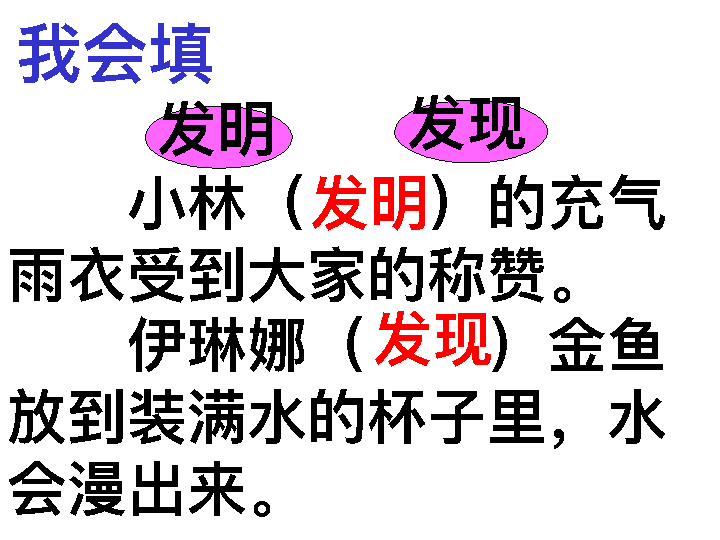 我会填
发明 发现
小林（发明）的充气
雨衣受到大家的称赞。
伊琳娜（发现）金鱼
放到装满水的杯子里，水
会漫出来。